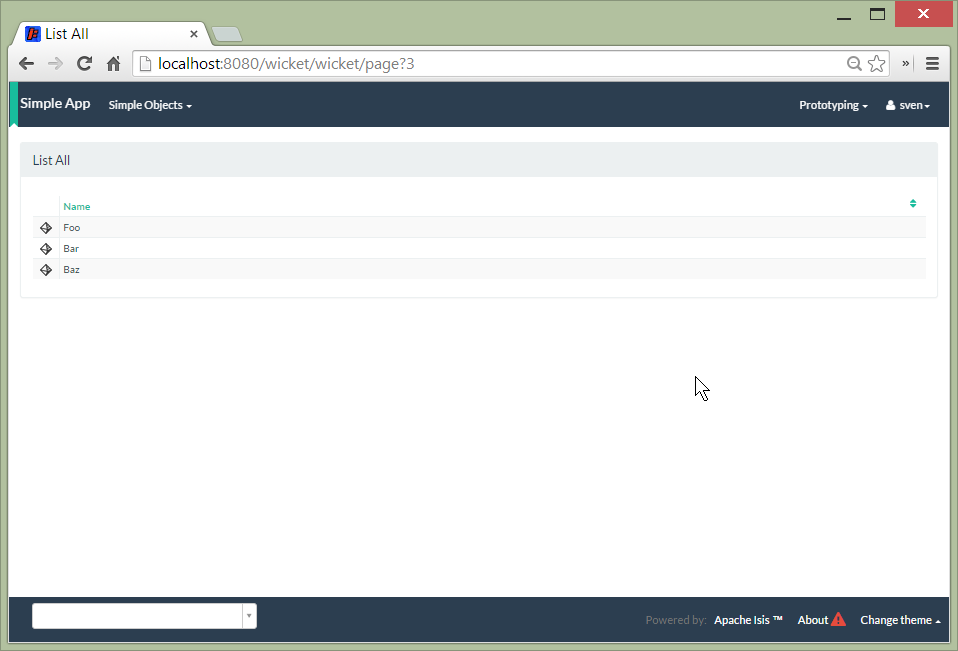 List All
localhost:8080/wicket/wicket/page?3
»
Simple App Simple Objects Prototyping sven
List All
Name
Foo
Bar
Baz
Powered by: Apache Isis ™ About Change theme